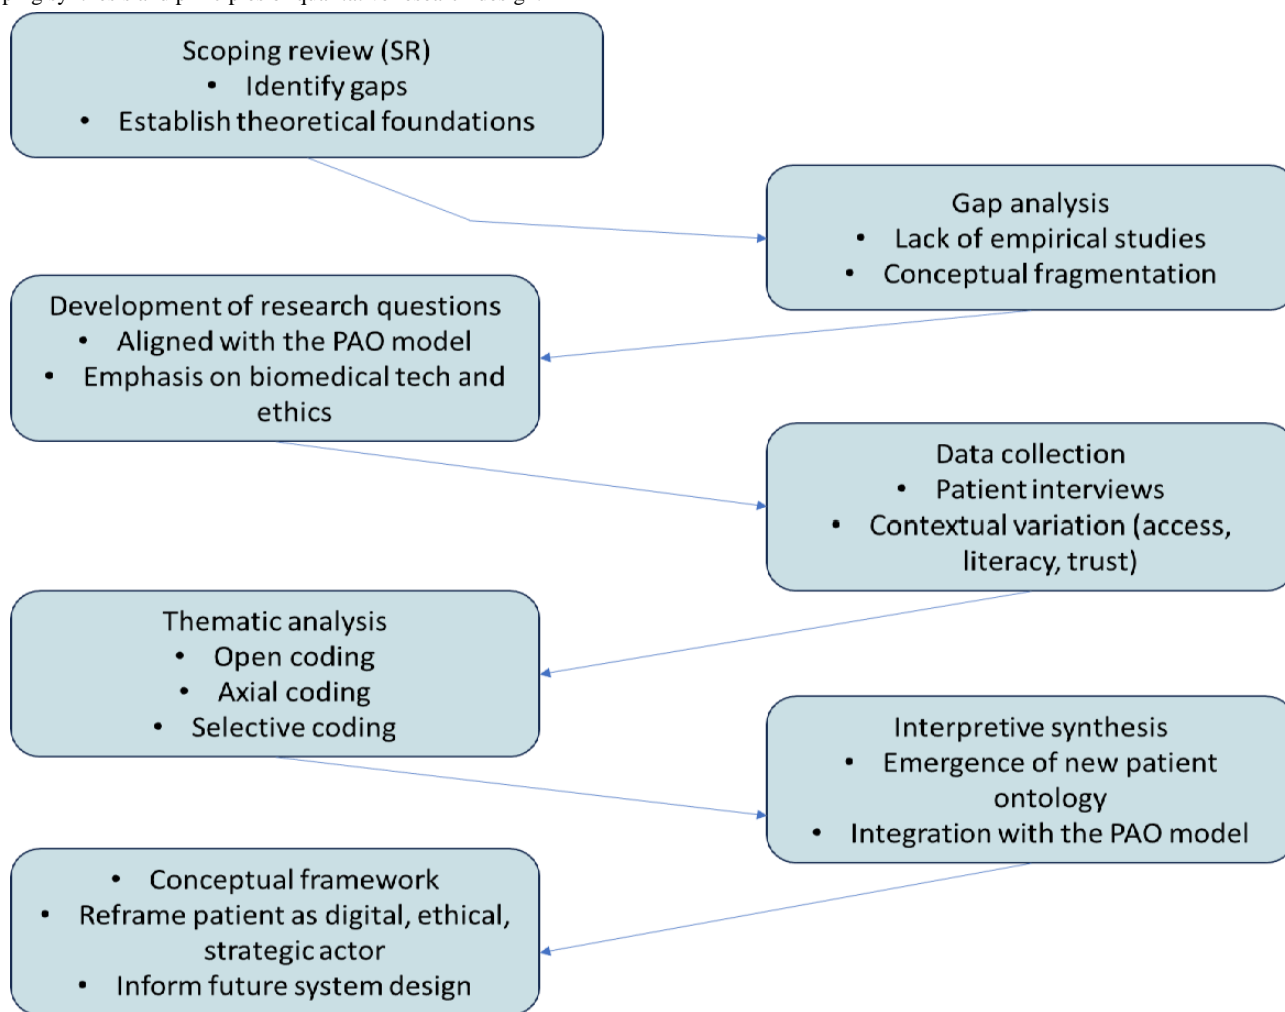 Scoping review (SR)
• Identify gaps
• Establish theoretical foundations
Gap analysis
• Lack of empirical studies
• Conceptual fragmentation
Development of research questions
• Aligned with the PAO model
• Emphasis on biomedical tech and
ethics
Data collection
• Patient interviews
• Contextual variation (access,
literacy, trust)
Thematic analysis
• Open coding
• Axial coding
• Selective coding
Interpretive synthesis
• Emergence of new patient
ontology
• Integration with the PAO model
• Conceptual framework
• Reframe patient as digital, ethical,
strategic actor
• Inform future system design